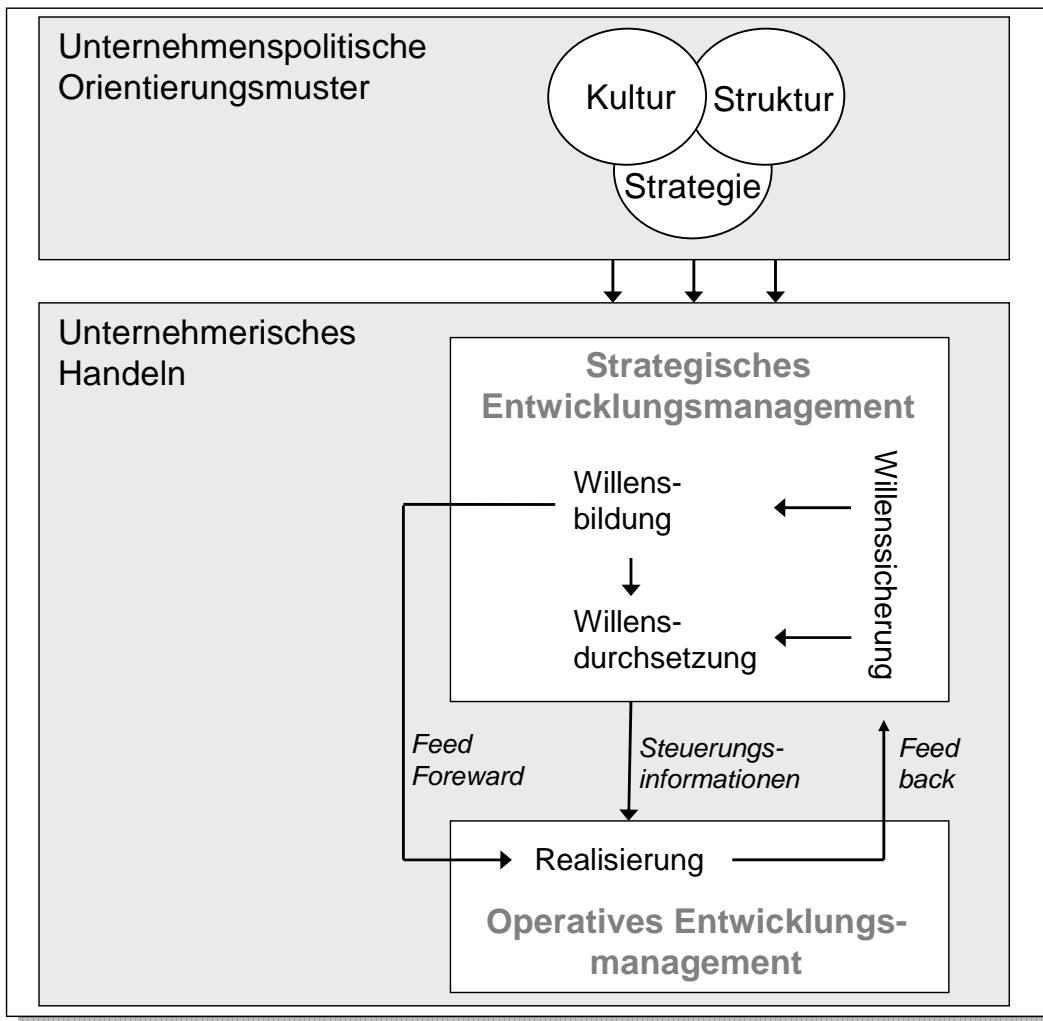 Unternehmenspolitische
Orientierungsmuster
Kultur
Struktur
Strategie
Unternehmerisches
Handeln
Strategisches
Entwicklungsmanagement
Willens-
bildung
Willenssicherung
Willens-
durchsetzung
Feed
Foreward
Steuerungs-
informationen
Feed
back
Realisierung
Operatives Entwicklungs-
management